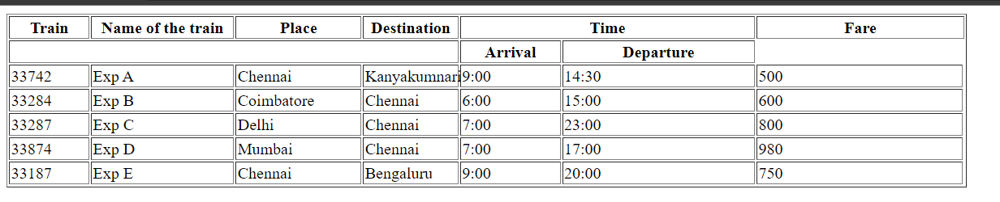 Train Name of the train Place Destination Time Fare
Arrival Departure
33742 Exp A Chennai Kanyakumnari 9:00 14:30 500
33284 Exp B Coimbatore Chennai 6:00 15:00 600
33287 Exp C Delhi Chennai 7:00 23:00 800
33874 Exp D Mumbai Chennai 7:00 17:00 980
33187 Exp E Chennai Bengaluru 9:00 20:00 750